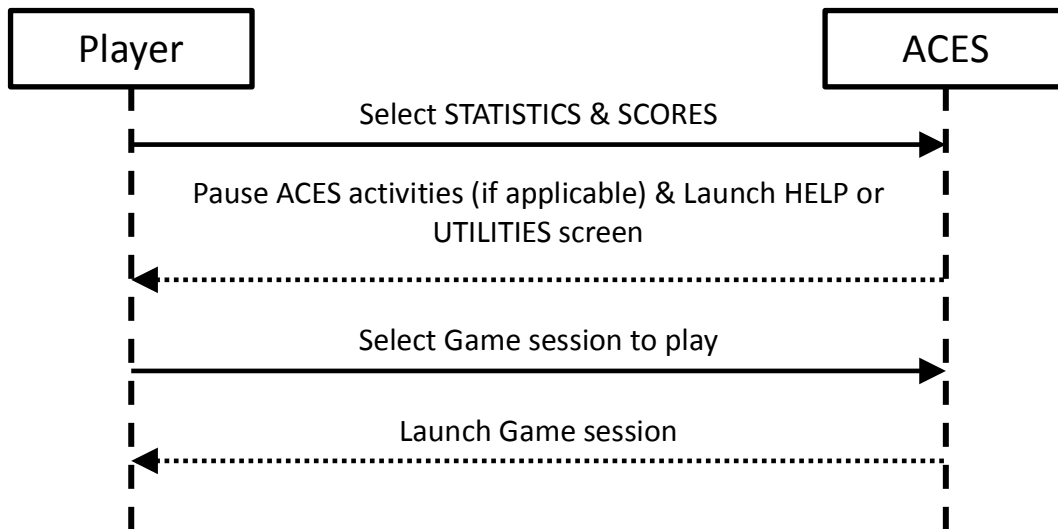 Player
ACES
Select STATISTICS & SCORES
Pause ACES activities (if applicable) & Launch HELP or
UTILITIES screen
Select Game session to play
Launch Game session